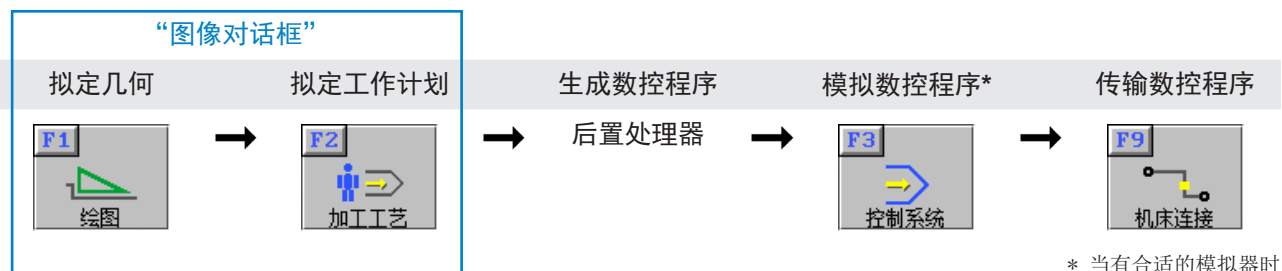 “图像对话框”
拟定几何 拟定工作计划 生成数控程序 模拟数控程序* 传输数控程序
F1 F2 后置处理器 F3 F9
绘图 加工工艺 控制系统 机床连接
* 当有合适的模拟器时